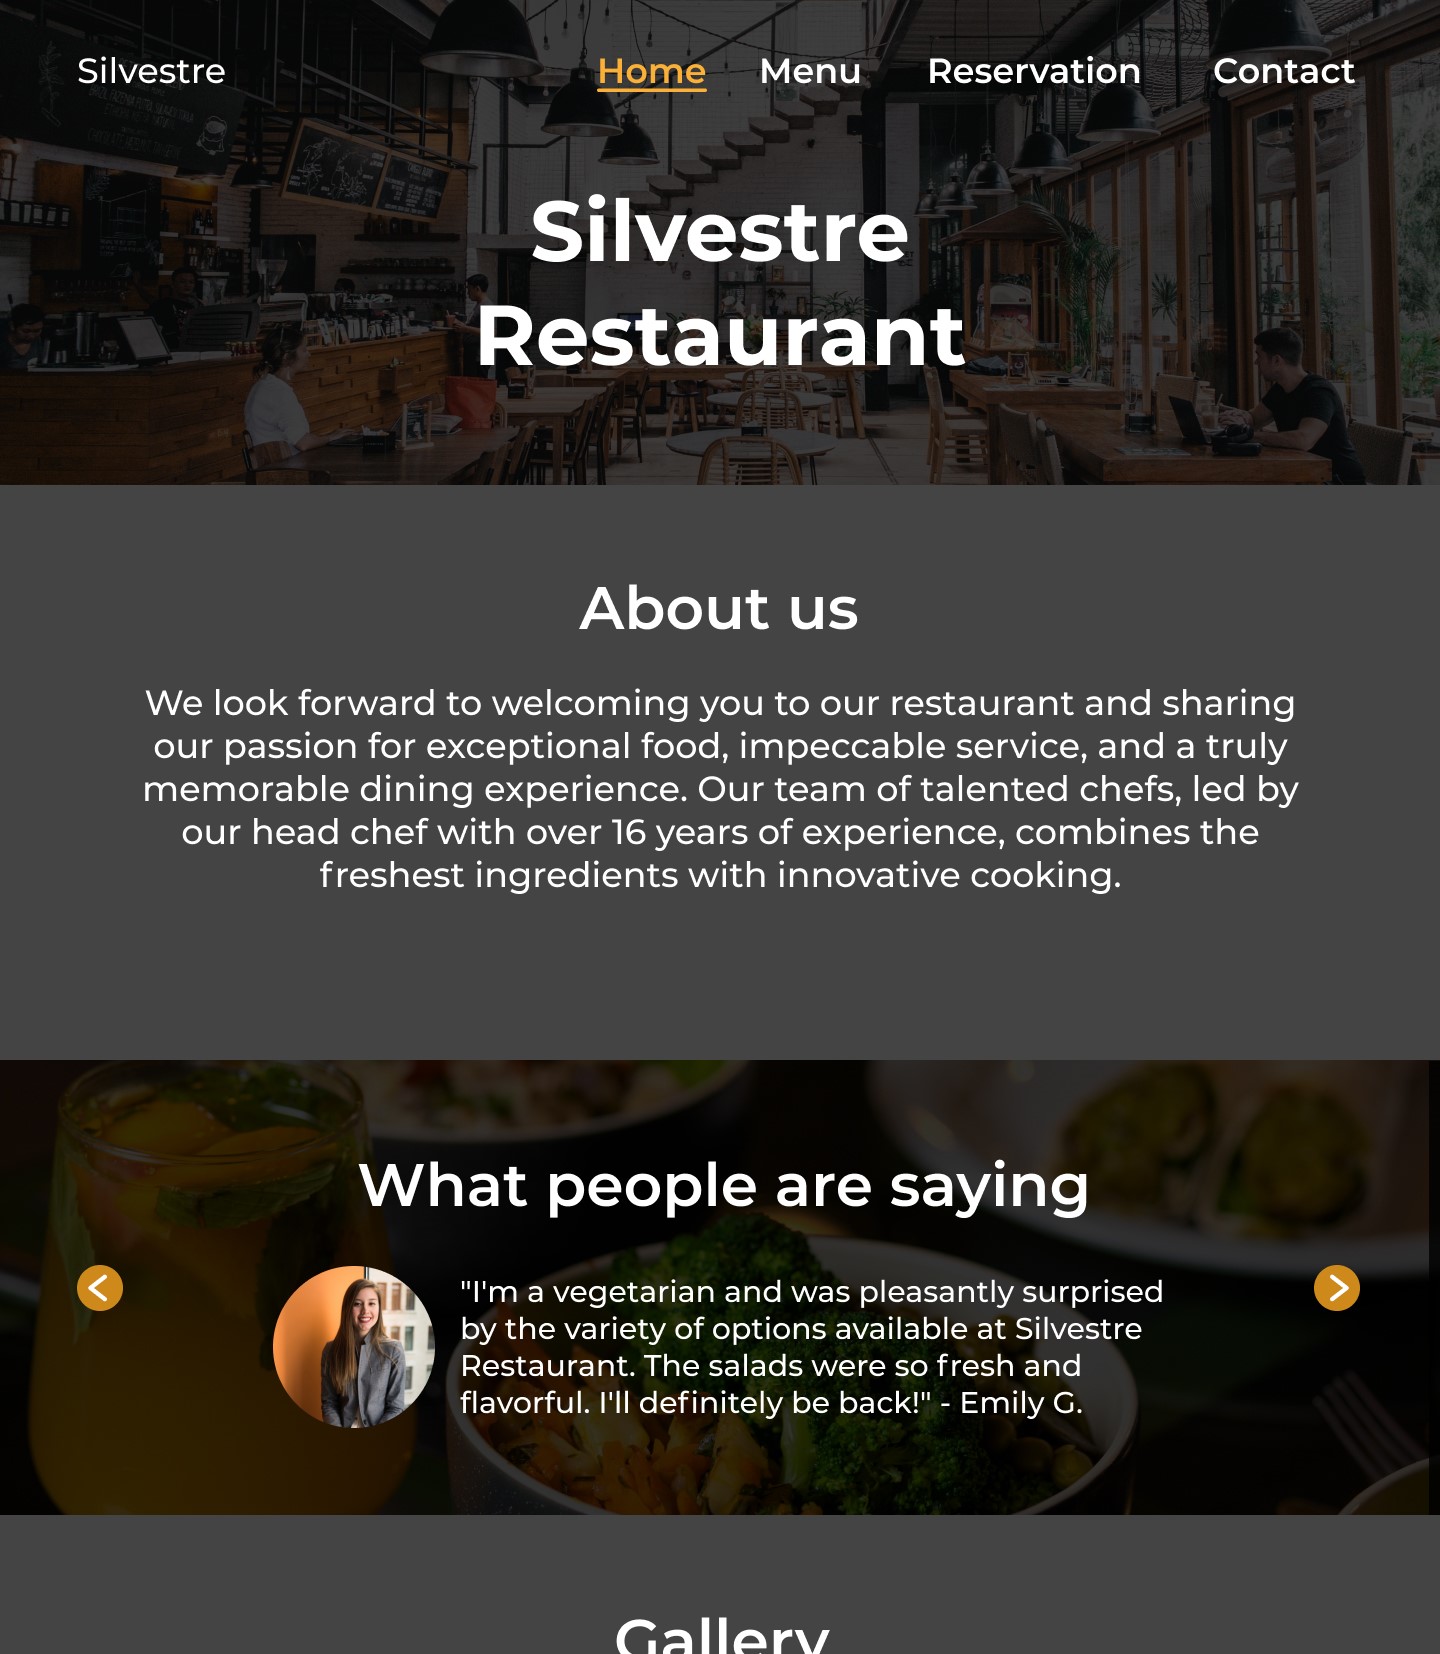 Silvestre
Home
Menu
Reservation
Contact
Silvestre
Restaurant
About us
We look forward to welcoming you to our restaurant and sharing
our passion for exceptional food, impeccable service, and a truly
memorable dining experience. Our team of talented chefs, led by
our head chef with over 16 years of experience, combines the
freshest ingredients with innovative cooking.
What people are saying
"I'm a vegetarian and was pleasantly surprised
by the variety of options available at Silvestre
Restaurant. The salads were so fresh and
flavorful. I'll definitely be back!" - Emily G.
Gallery